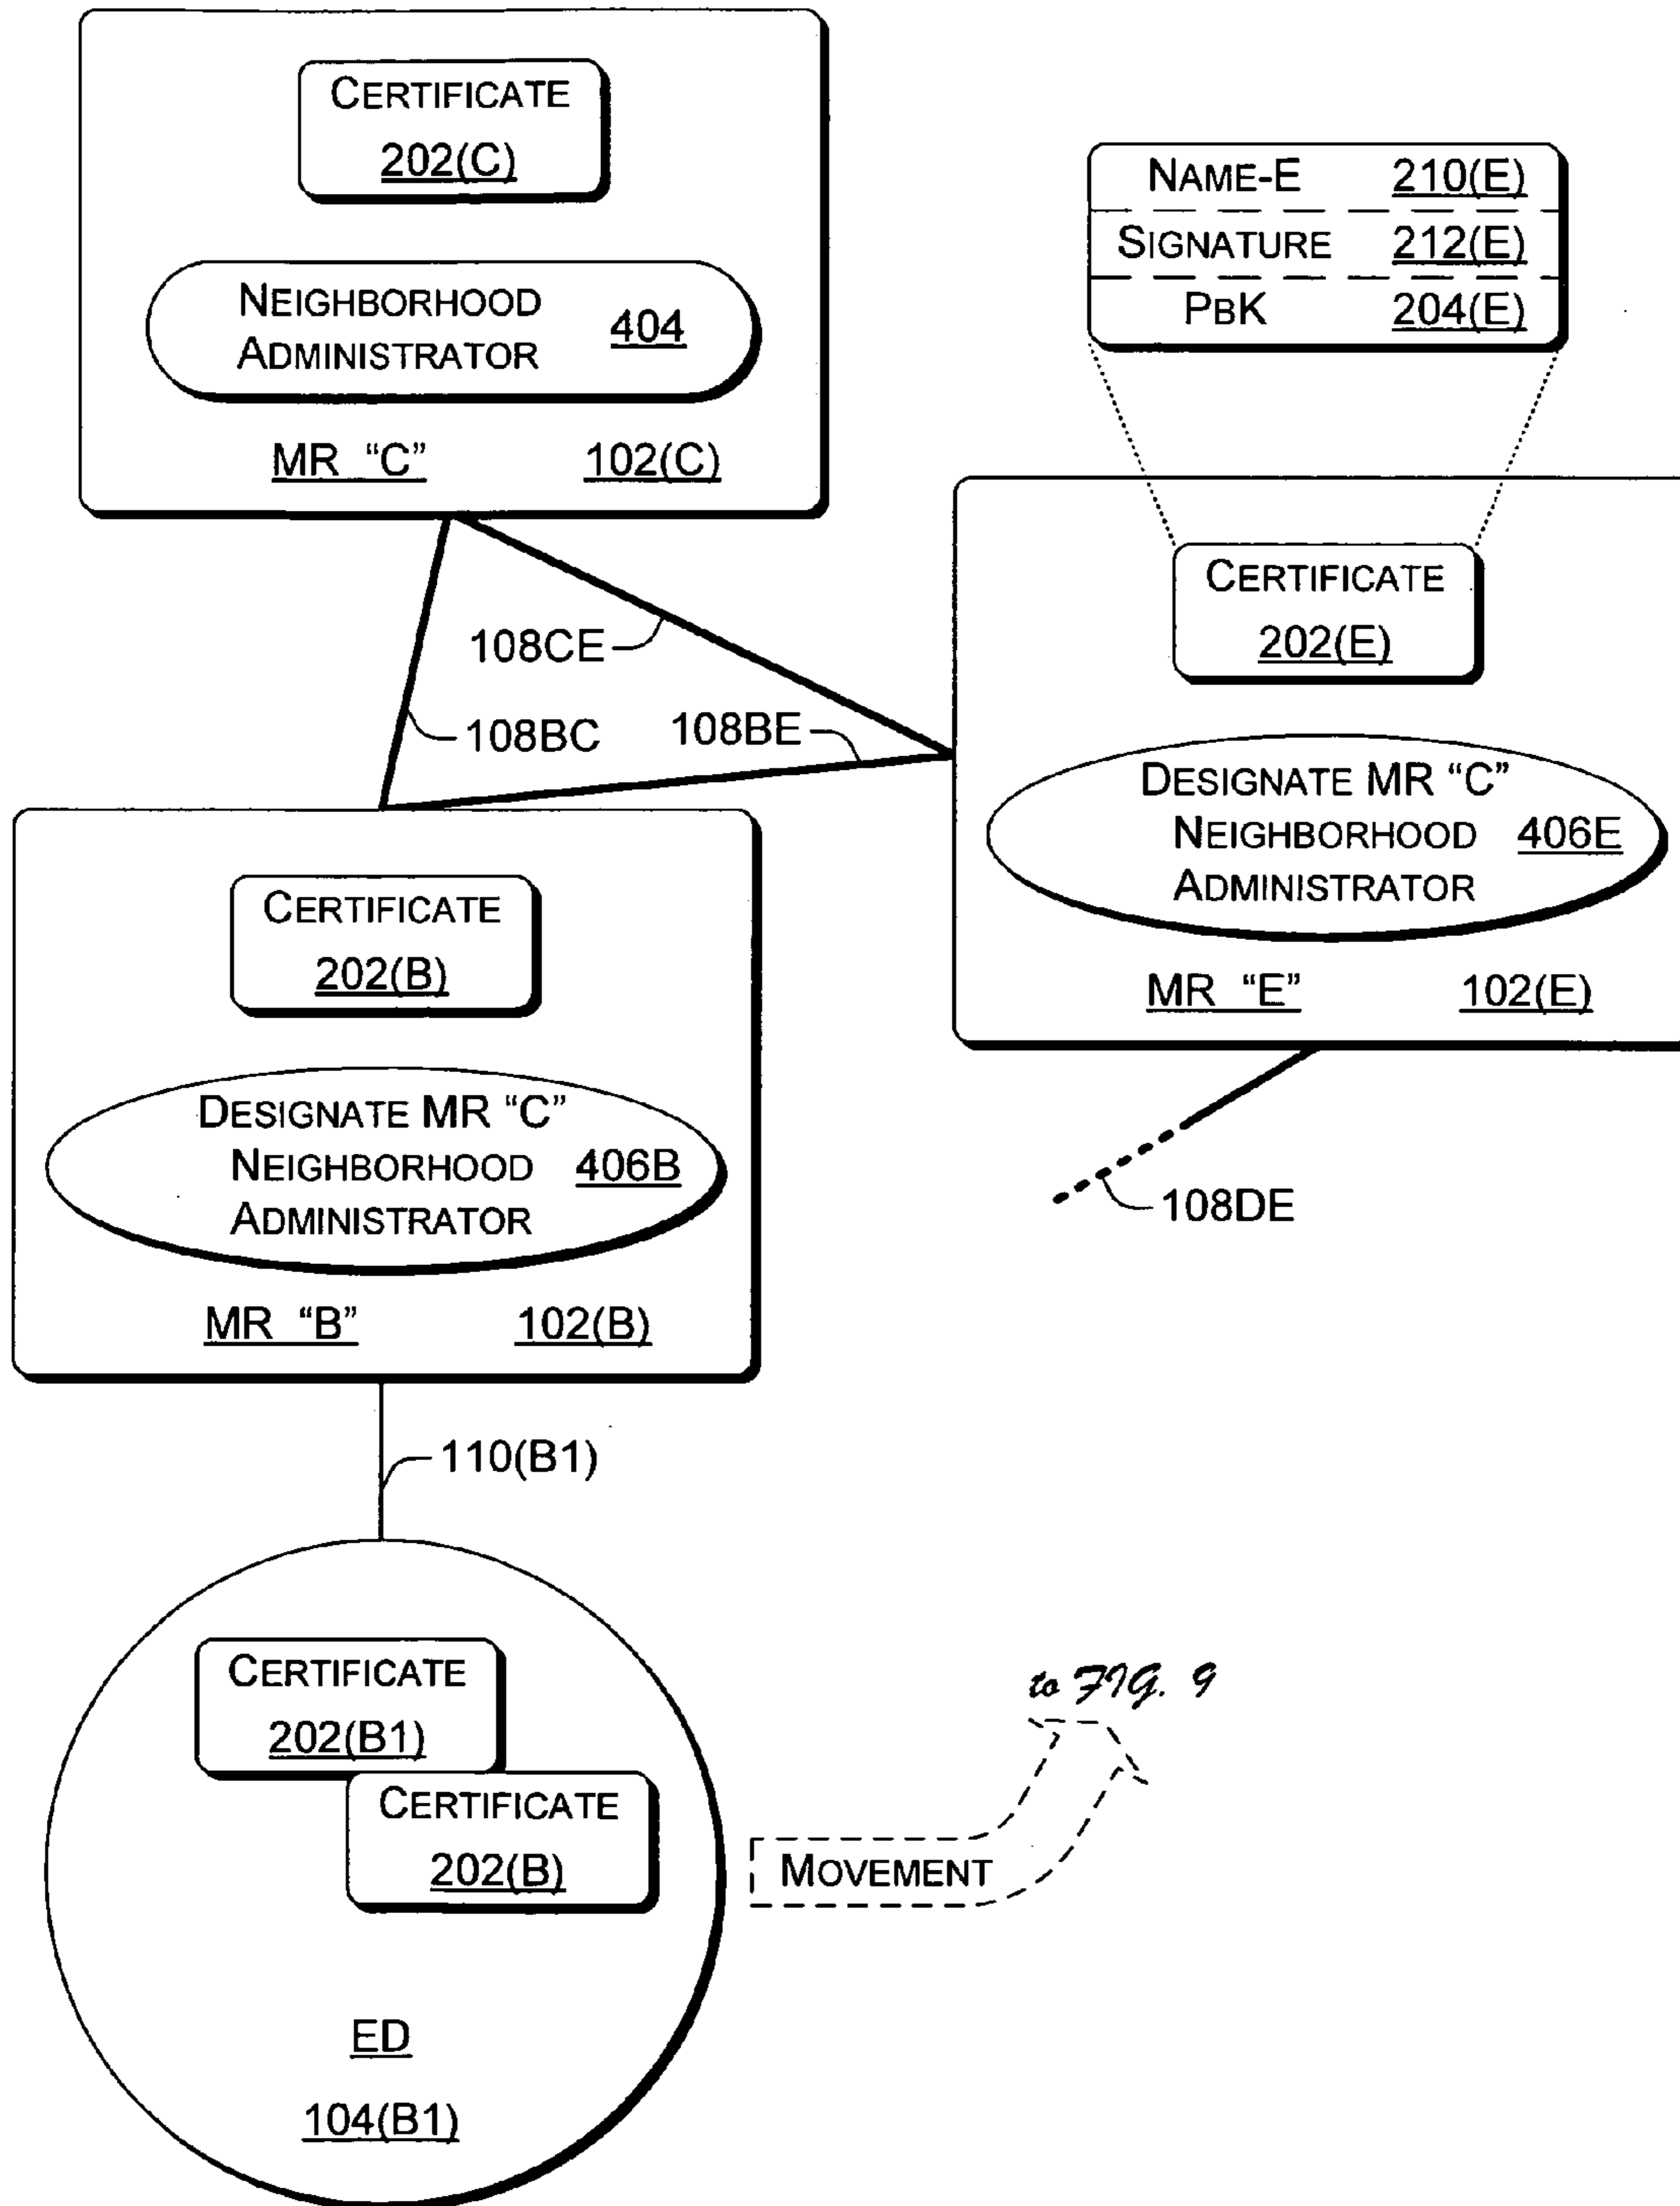 CERTIFICATE
202(C)
NEIGHBORHOOD
ADMINISTRATOR
404
MR "C" 102(C)
NAME-E 210(E)
SIGNATURE 212(E)
PBK 204(E)
CERTIFICATE
202(E)
DESIGNATE MR "C"
NEIGHBORHOOD 406E
ADMINISTRATOR
MR "E" 102(E)
108CE
108BC
108BE
CERTIFICATE
202(B)
DESIGNATE MR "C"
NEIGHBORHOOD 406B
ADMINISTRATOR
MR "B" 102(B)
108DE
110(B1)
CERTIFICATE
202(B1)
CERTIFICATE
202(B)
ED
104(B1)
to FIG. 9
MOVEMENT